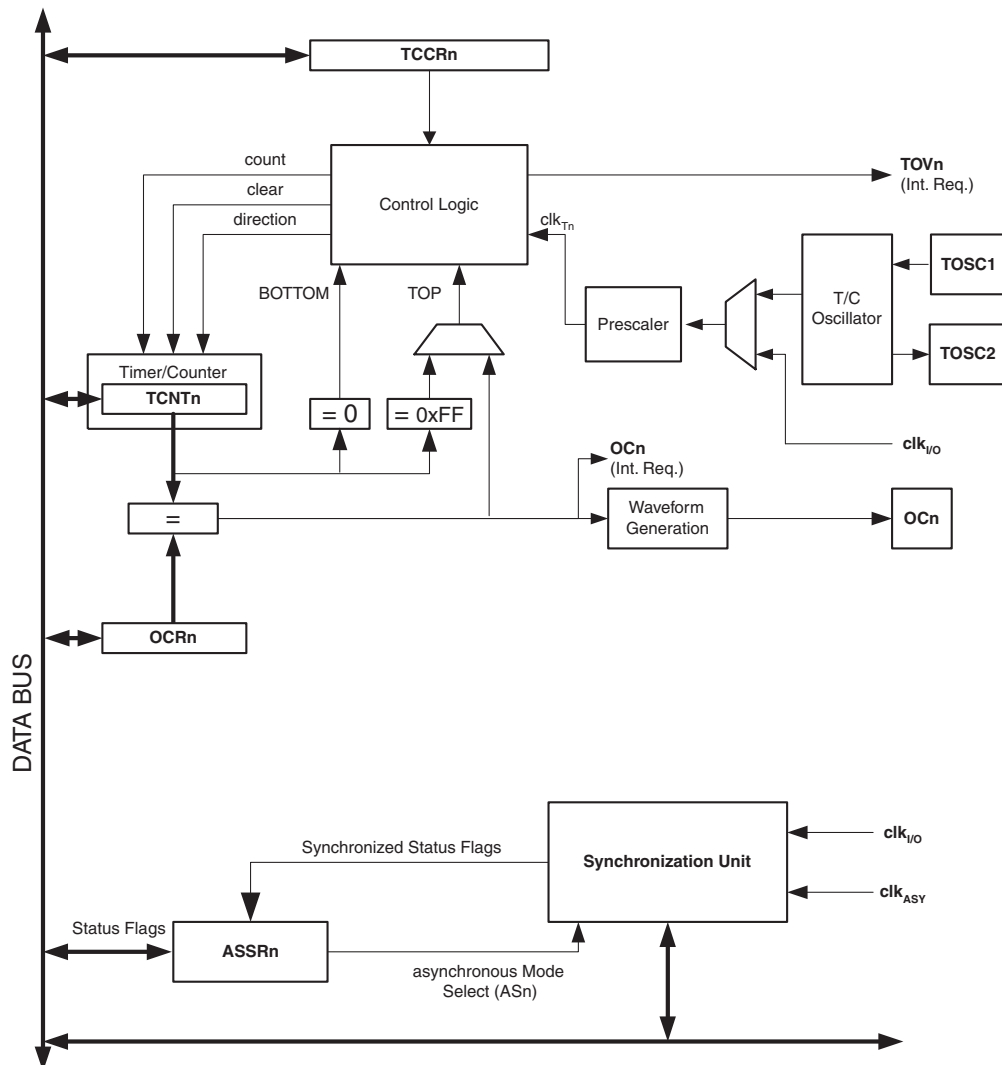 TCCRn
count
clear
direction
Control Logic
TOVn
(Int. Req.)
clkTn
BOTTOM
TOP
TOSC1
T/C
Oscillator
Prescaler
TOSC2
Timer/Counter
TCNTn
= 0
= 0xFF
clkI/O
OCn
(Int. Req.)
=
Waveform
Generation
OCn
OCRn
DATA BUS
Synchronized Status Flags
Synchronization Unit
clkI/O
clkASY
Status Flags
ASSRn
asynchronous Mode
Select (ASn)